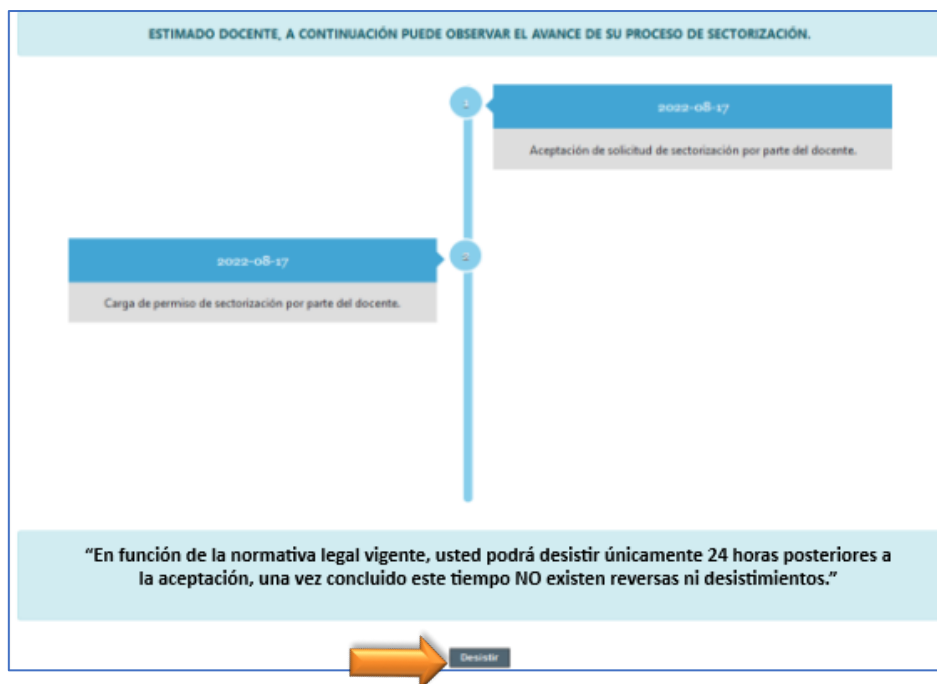 ESTIMADO DOCENTE, A CONTINUACIÓN PUEDE OBSERVAR EL AVANCE DE SU PROCESO DE SECTORIZACIÓN.
1
2022-08-17
Aceptación de solicitud de sectorización por parte del docente.
2
2022-08-17
Carga de permiso de sectorización por parte del docente.
“En función de la normativa legal vigente, usted podrá desistir únicamente 24 horas posteriores a
la aceptación, una vez concluido este tiempo NO existen reversas ni desistimientos.”
Desistir